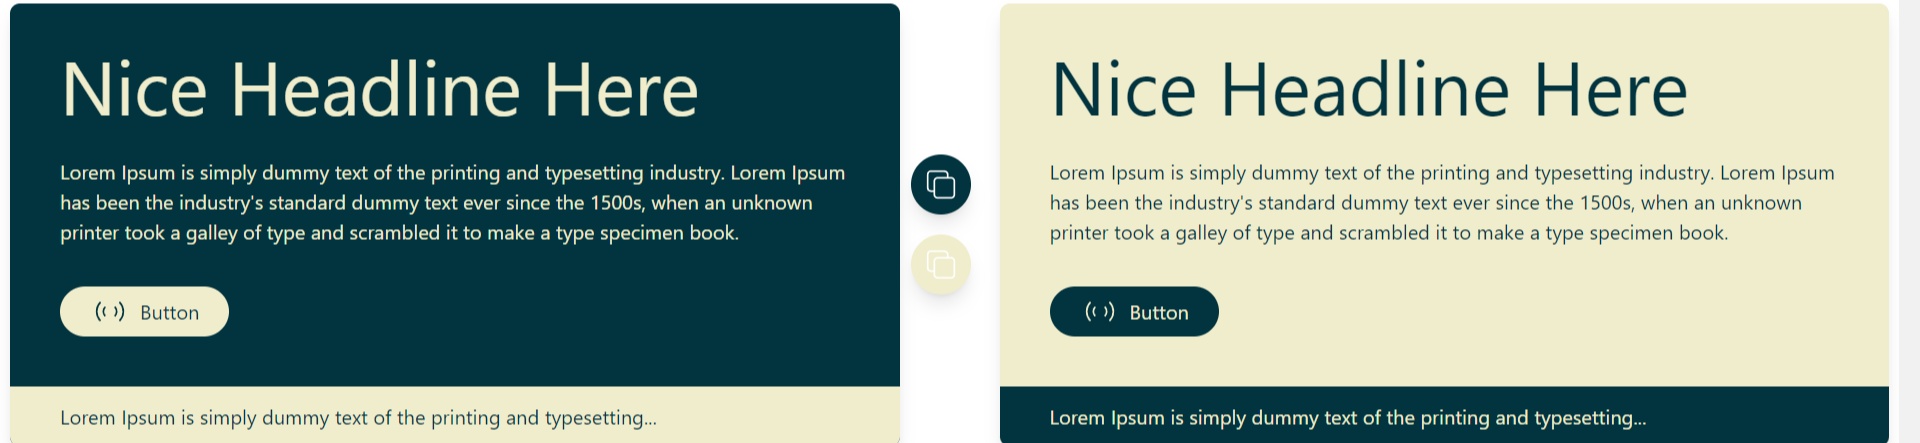 Nice Headline Here
Lorem Ipsum is simply dummy text of the printing and typesetting industry. Lorem Ipsum
has been the industry's standard dummy text ever since the 1500s, when an unknown
printer took a galley of type and scrambled it to make a type specimen book.
Button
Lorem Ipsum is simply dummy text of the printing and typesetting...
Nice Headline Here
Lorem Ipsum is simply dummy text of the printing and typesetting industry. Lorem Ipsum
has been the industry's standard dummy text ever since the 1500s, when an unknown
printer took a galley of type and scrambled it to make a type specimen book.
Button
Lorem Ipsum is simply dummy text of the printing and typesetting...